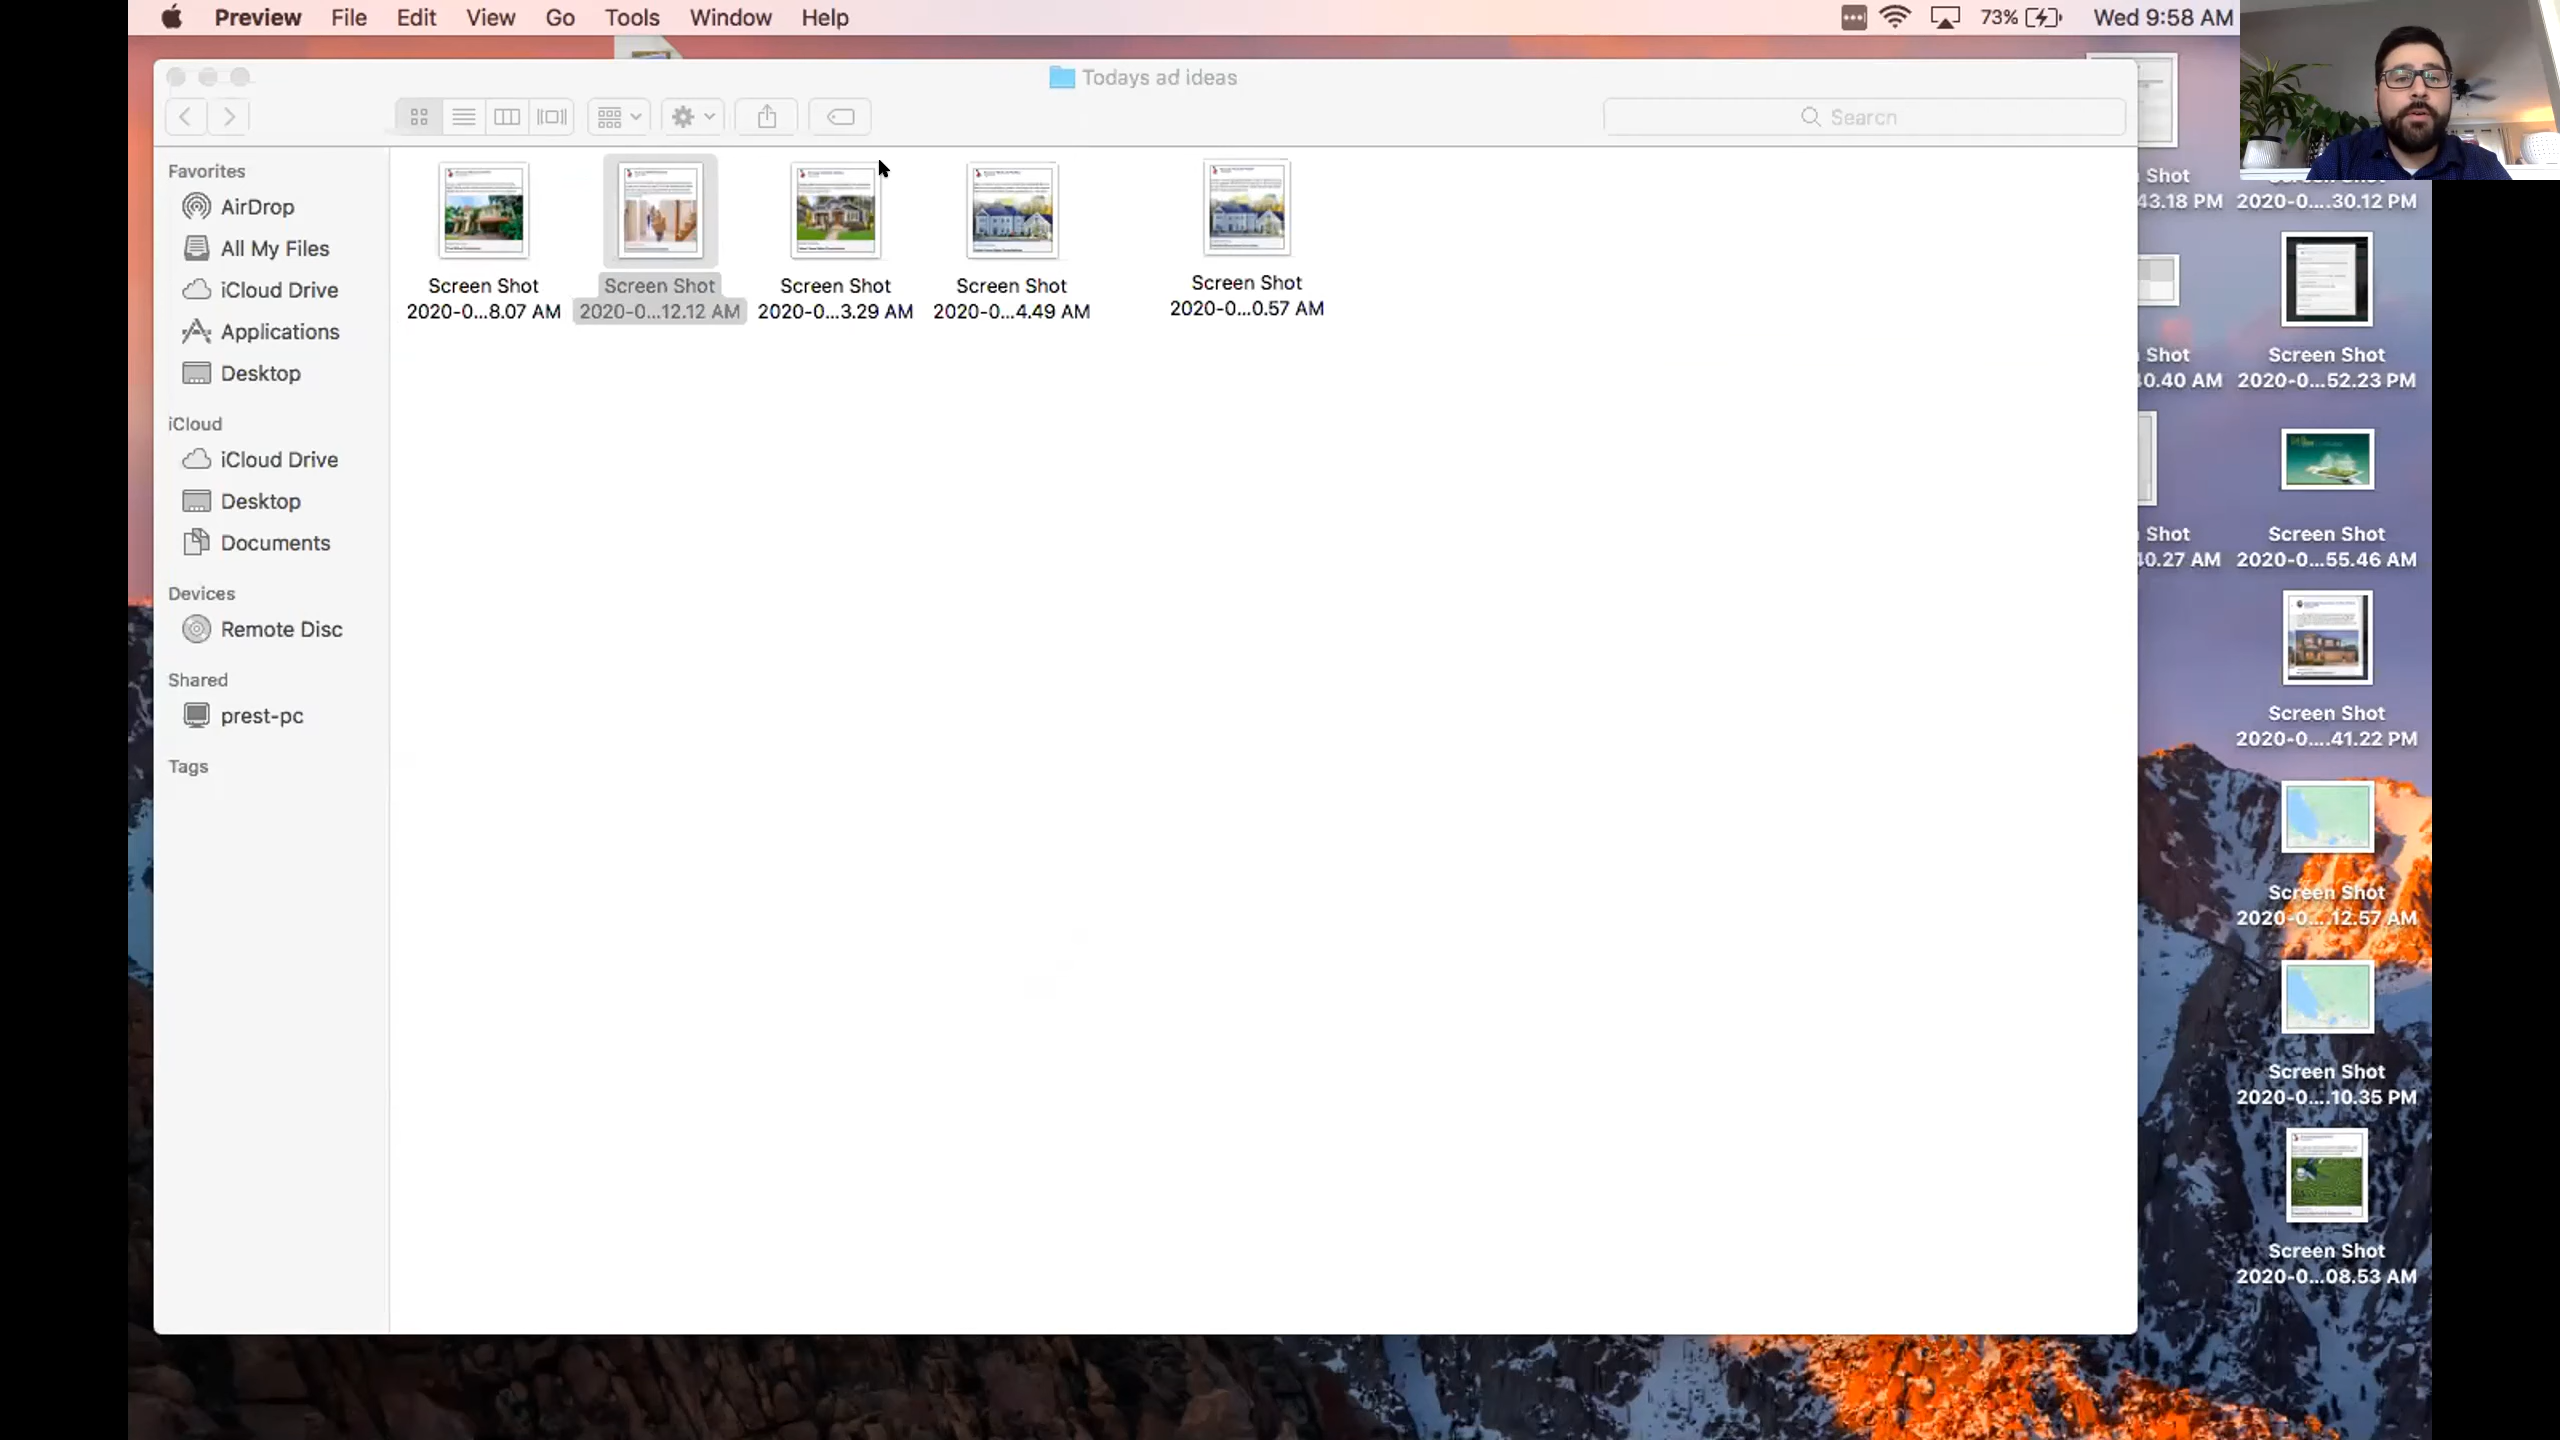 Preview File Edit View Go Tools Window Help
73% Wed 9:58 AM
Todays ad ideas
Search
Favorites
AirDrop
All My Files
iCloud Drive
Applications
Desktop
iCloud
iCloud Drive
Desktop
Documents
Devices
Remote Disc
Shared
prest-pc
Tags
Screen Shot
2020-0...8.07 AM
Screen Shot
2020-0...12.12 AM
Screen Shot
2020-0...3.29 AM
Screen Shot
2020-0...4.49 AM
Screen Shot
2020-0...0.57 AM
Shot
43.18 PM
2020-0....30.12 PM
Shot
40.40 AM
Screen Shot
2020-0...52.23 PM
Shot
40.27 AM
Screen Shot
2020-0...55.46 AM
Screen Shot
2020-0....41.22 PM
Screen Shot
2020-0....12.57 AM
Screen Shot
2020-0....10.35 PM
Screen Shot
2020-0...08.53 AM